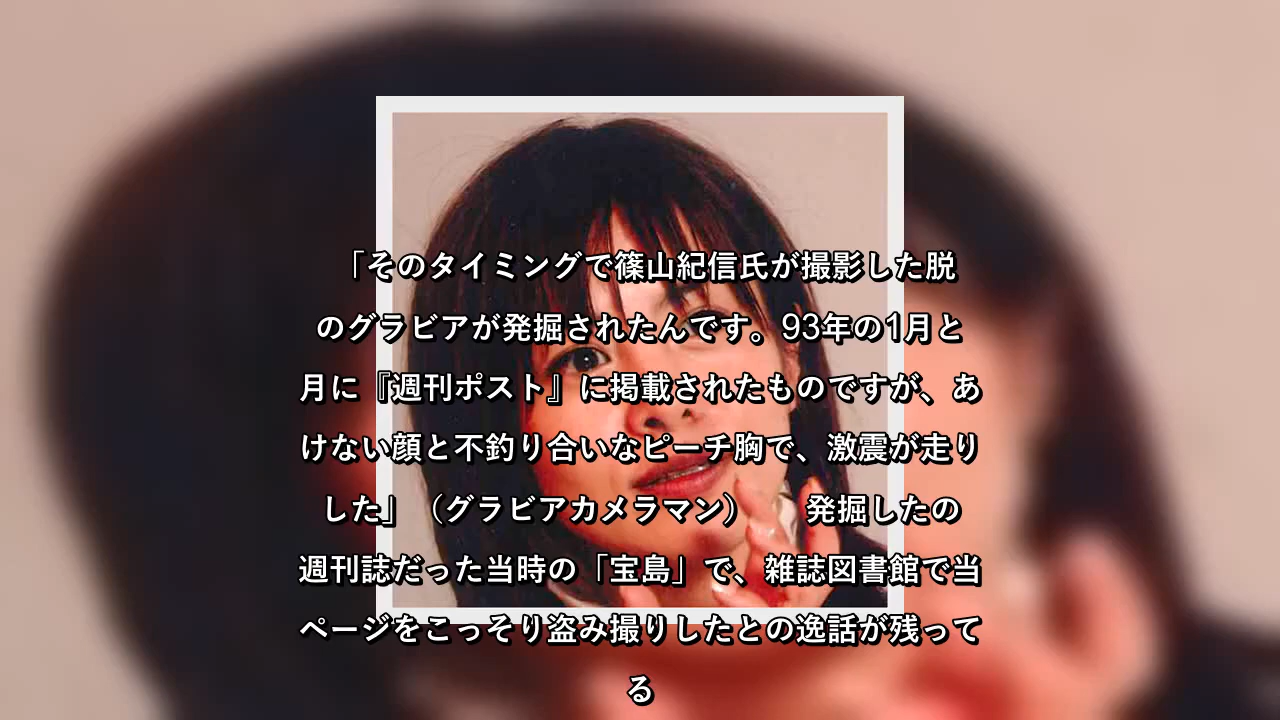 「そのタイミングで篠山紀信氏が撮影した脱
のグラビアが発掘されたんです。93年の1月と
月に『週刊ポスト』に掲載されたものですが、あ
けない顔と不釣り合いなピーチ胸で、激震が走り
した」（グラビアカメラマン）　　発掘したの
週刊誌だった当時の「宝島」で、雑誌図書館で当
ページをこっそり盗み撮りしたとの逸話が残って
る